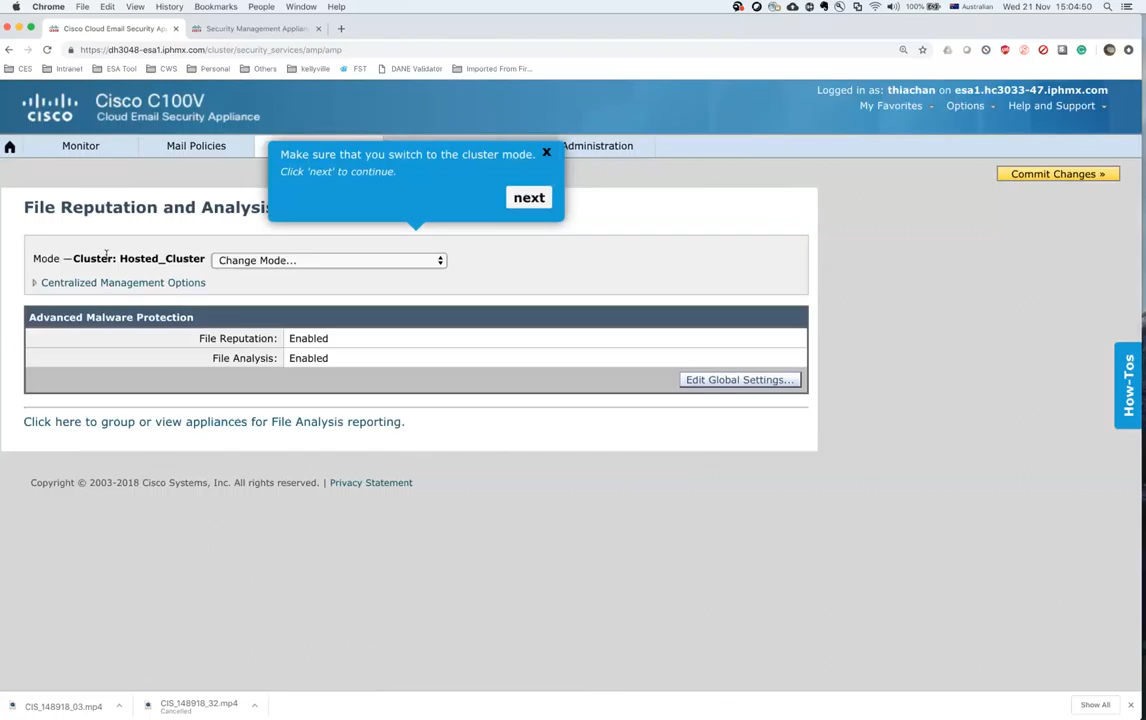 Chrome File Edit View History Bookmarks People Window Help 100% Australian Wed 21 Nov 15:04:50
Cisco Cloud Email Security Ap Security Management Applian
https://dh3048-esa1.iphmx.com/cluster/security_services/amp/amp
CES Intranet ESA Tool CWS Personal Others kellyville FST DANE Validator Imported From Fir...
CISCO
Cisco C100V
Cloud Email Security Appliance
Logged in as: thiachan on esa1.hc3033-47.iphmx.com
My Favorites Options Help and Support
Monitor Mail Policies Administration
Make sure that you switch to the cluster mode. x
Click 'next' to continue.
next
Commit Changes »
File Reputation and Analysis
Mode —Cluster: Hosted_Cluster Change Mode...
Centralized Management Options
Advanced Malware Protection
File Reputation: Enabled
File Analysis: Enabled
Edit Global Settings...
Click here to group or view appliances for File Analysis reporting.
How-Tos
Copyright © 2003-2018 Cisco Systems, Inc. All rights reserved. | Privacy Statement
CIS_148918_03.mp4 CIS_148918_32.mp4 Show All
Cancelled